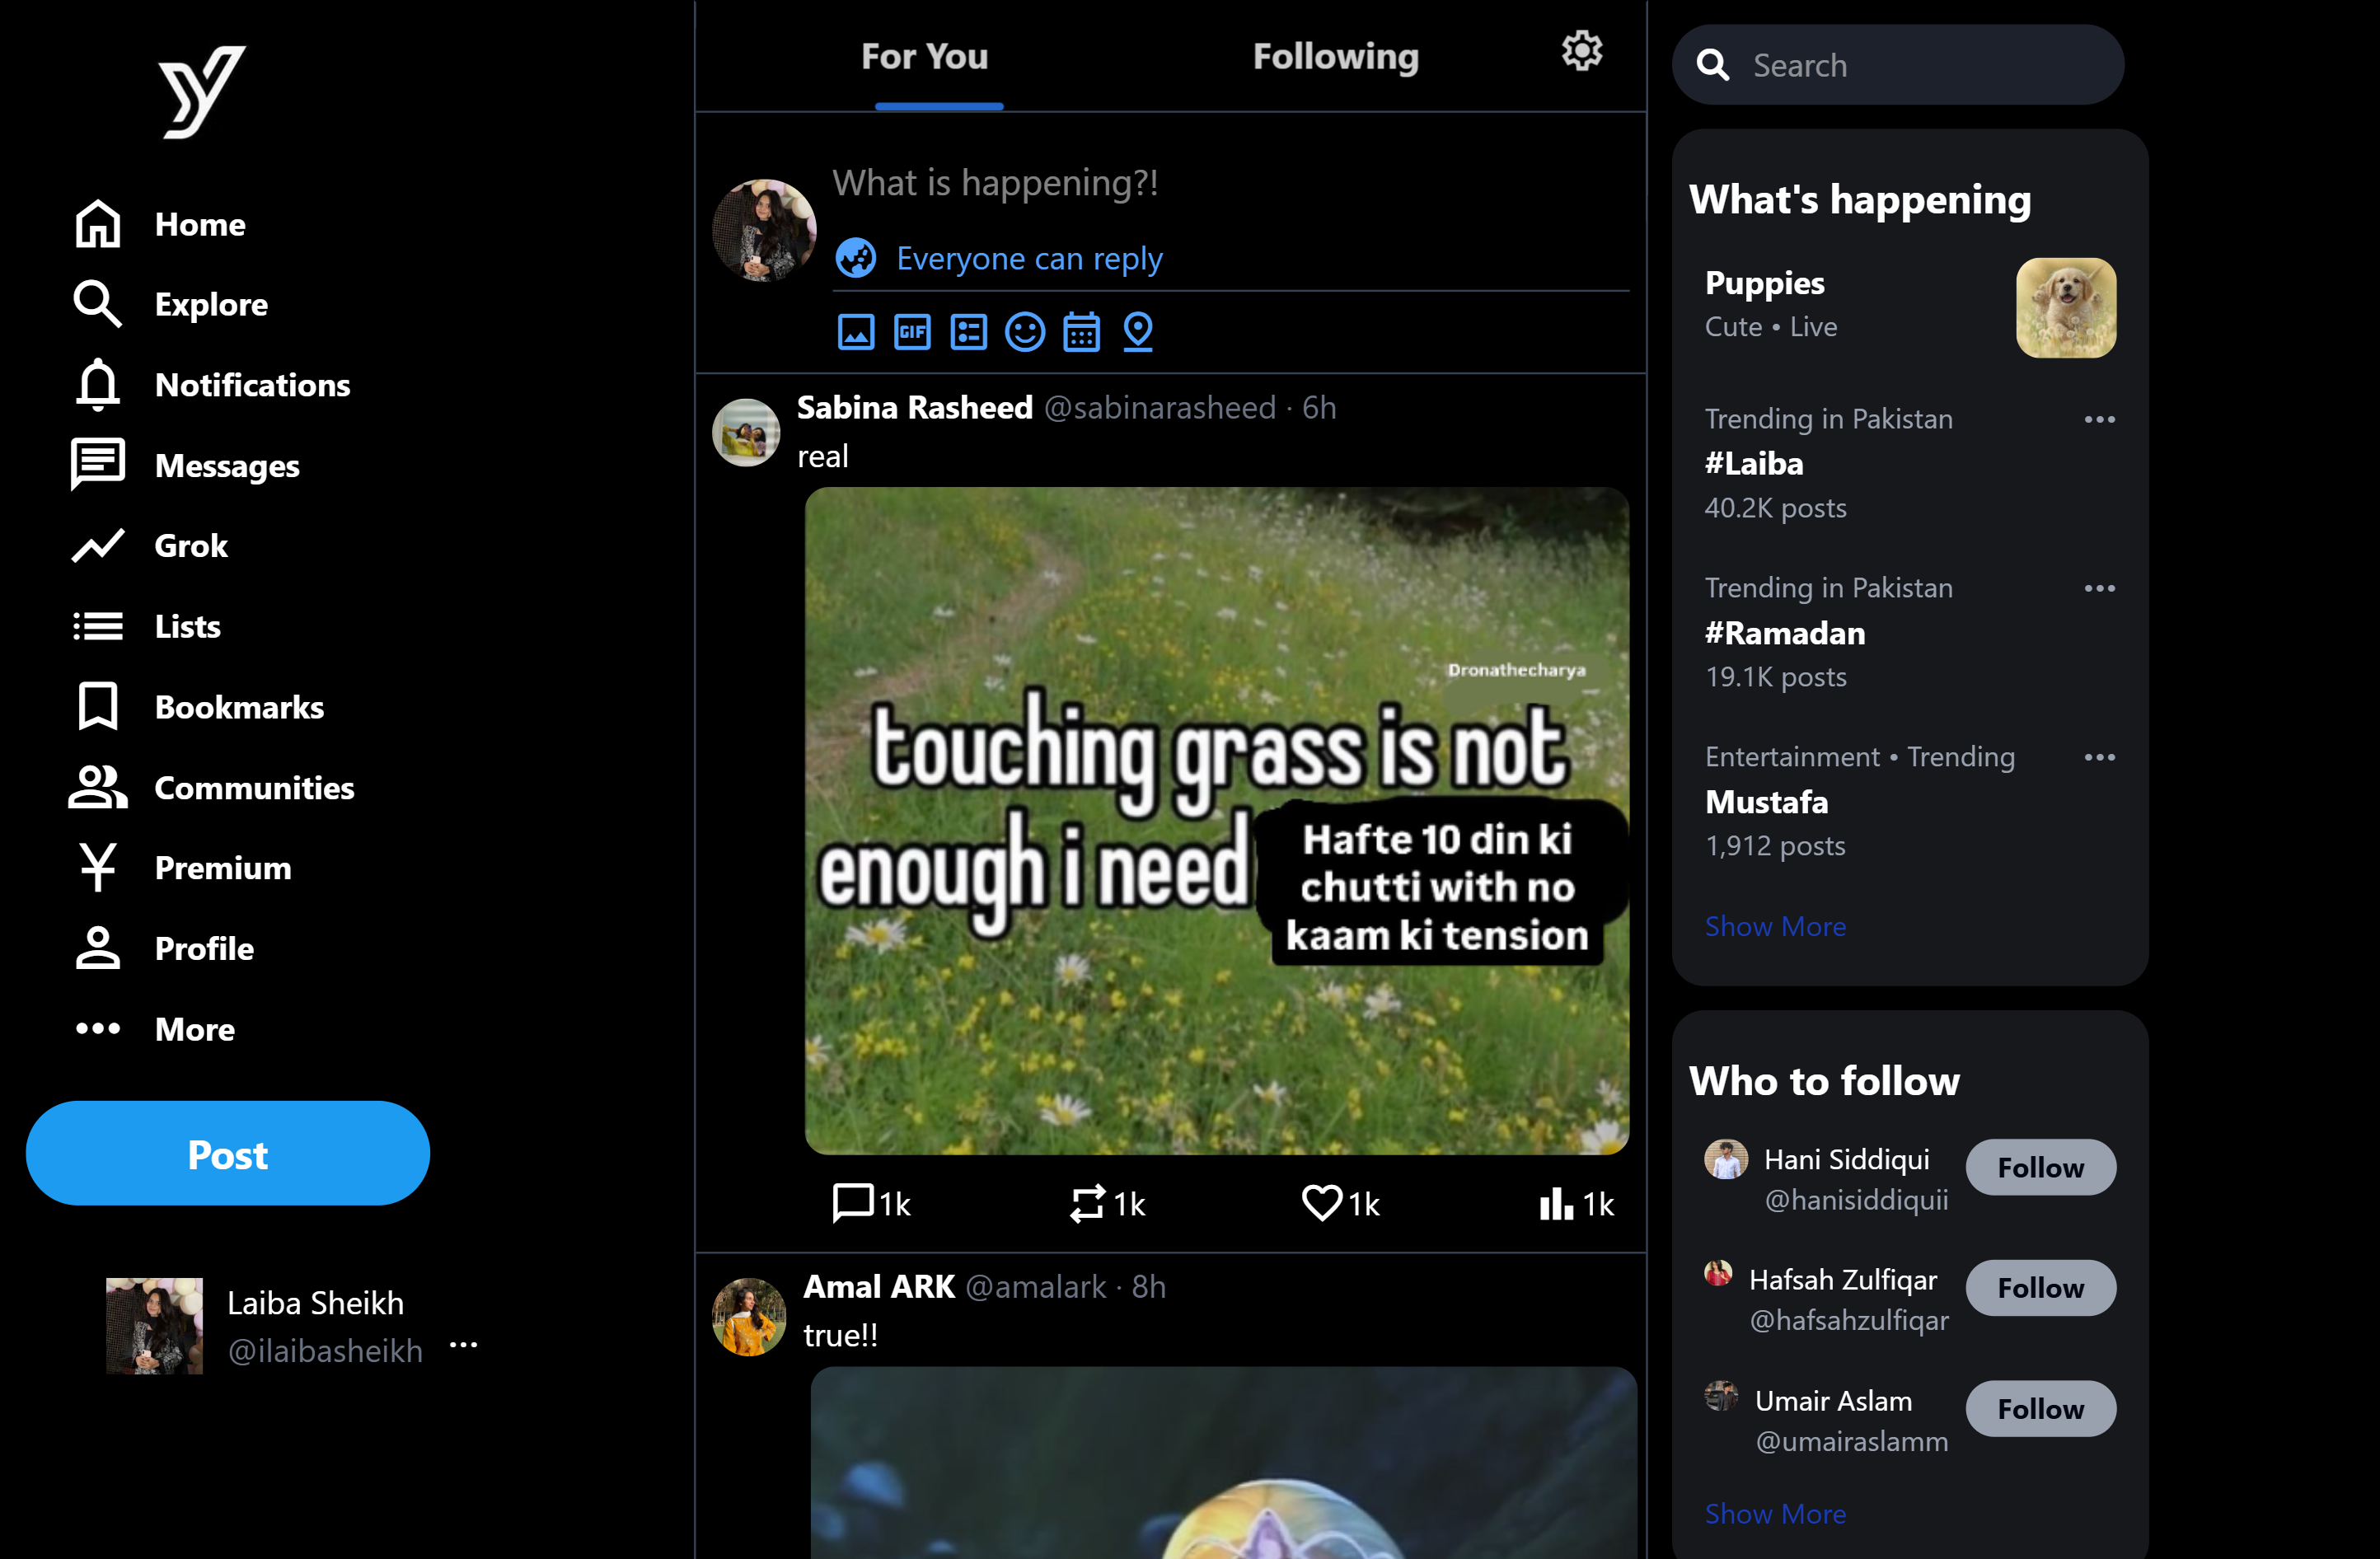 Home
Explore
Notifications
Messages
Grok
Lists
Bookmarks
Communities
Premium
Profile
More
Post
Laiba Sheikh
@ilaibasheikh
For You
Following
What is happening?!
Everyone can reply
GIF
Sabina Rasheed @sabinarasheed · 6h
real
Dronathecharya
touching grass is not
enough i need
Hafte 10 din ki
chutti with no
kaam ki tension
1k
1k
1k
1k
Amal ARK @amalark · 8h
true!!
Search
What's happening
Puppies
Cute • Live
Trending in Pakistan
#Laiba
40.2K posts
Trending in Pakistan
#Ramadan
19.1K posts
Entertainment • Trending
Mustafa
1,912 posts
Show More
Who to follow
Hani Siddiqui
@hanisiddiquii
Follow
Hafsah Zulfiqar
@hafsahzulfiqar
Follow
Umair Aslam
@umairaslamm
Follow
Show More